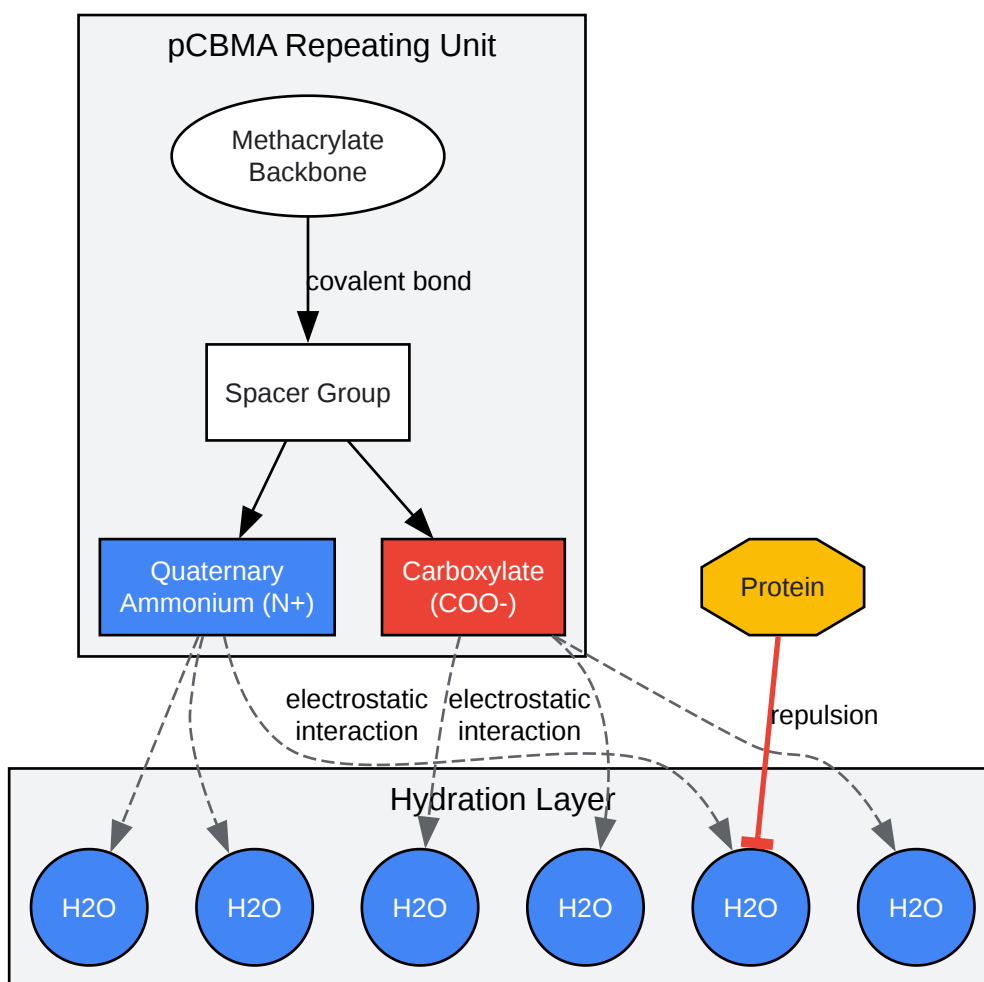 pCBMA Repeating Unit
Methacrylate
Backbone
covalent bond
Spacer Group
Quaternary
Ammonium (N+)
Carboxylate
(COO-)
Protein
electrostatic
interaction
electrostatic
interaction
repulsion
Hydration Layer
H2O
H2O
H2O
H2O
H2O
H2O